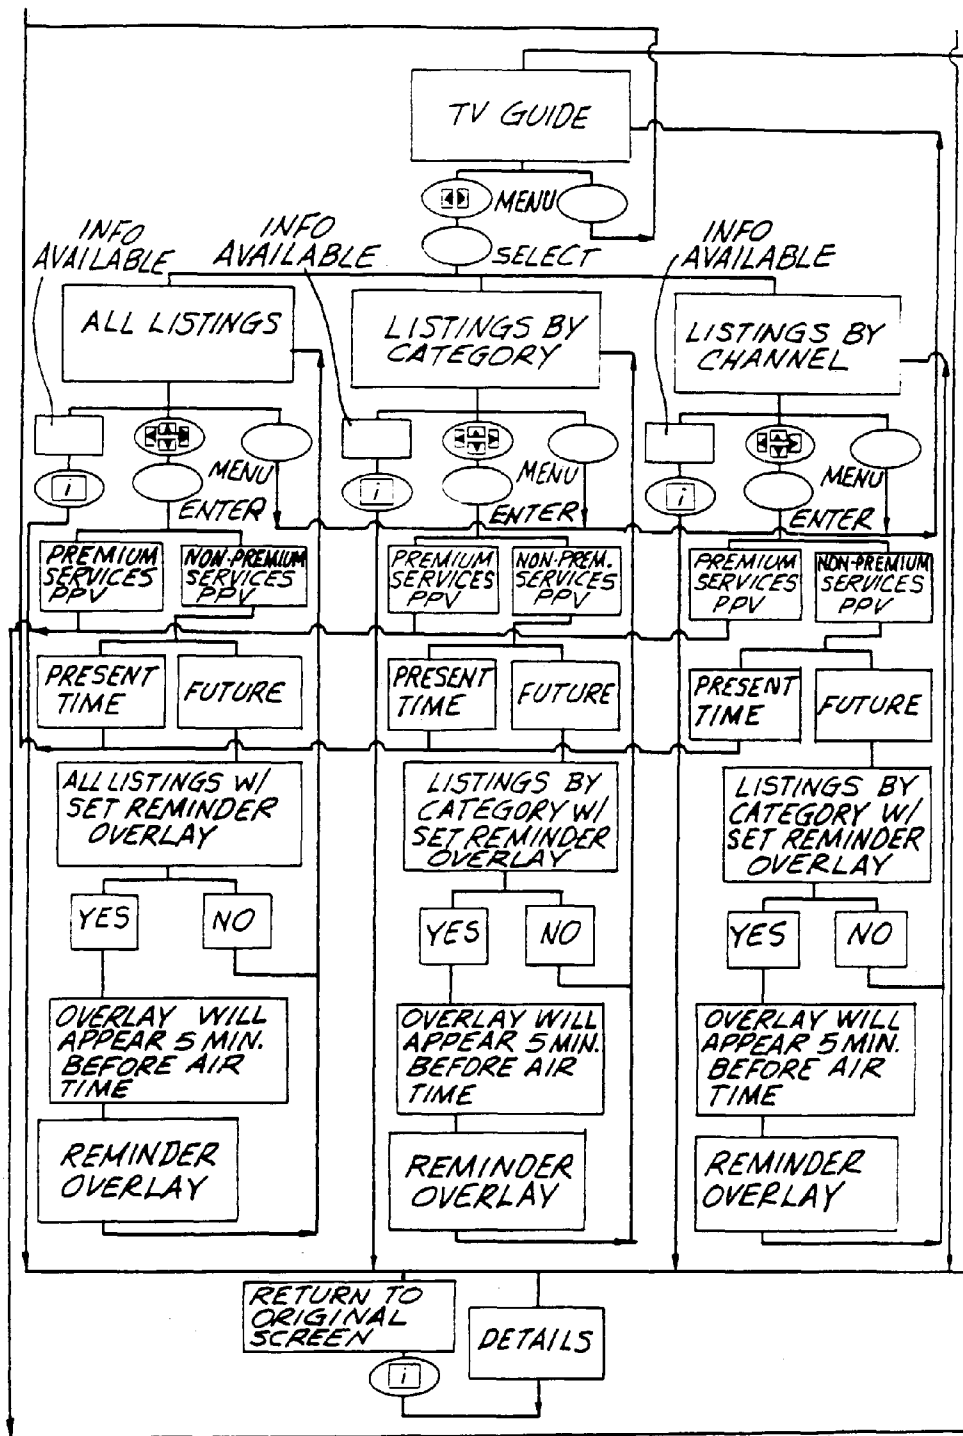 TV GUIDE
MENU
SELECT
INFO
AVAILABLE
INFO
AVAILABLE
INFO
AVAILABLE
ALL LISTINGS
LISTINGS BY
CATEGORY
LISTINGS BY
CHANNEL
i
MENU
ENTER
i
MENU
ENTER
i
MENU
ENTER
PREMIUM
SERVICES
PPV
NON-PREMIUM
SERVICES
PPV
PREMIUM
SERVICES
PPV
NON-PREM.
SERVICES
PPV
PREMIUM
SERVICES
PPV
NON-PREMIUM
SERVICES
PPV
PRESENT
TIME
FUTURE
PRESENT
TIME
FUTURE
PRESENT
TIME
FUTURE
ALL LISTINGS W/
SET REMINDER
OVERLAY
LISTINGS BY
CATEGORY W/
SET REMINDER
OVERLAY
LISTINGS BY
CATEGORY W/
SET REMINDER
OVERLAY
YES
NO
YES
NO
YES
NO
OVERLAY WILL
APPEAR 5 MIN.
BEFORE AIR
TIME
OVERLAY WILL
APPEAR 5 MIN.
BEFORE AIR
TIME
OVERLAY WILL
APPEAR 5 MIN.
BEFORE AIR
TIME
REMINDER
OVERLAY
REMINDER
OVERLAY
REMINDER
OVERLAY
RETURN TO
ORIGINAL
SCREEN
i
DETAILS